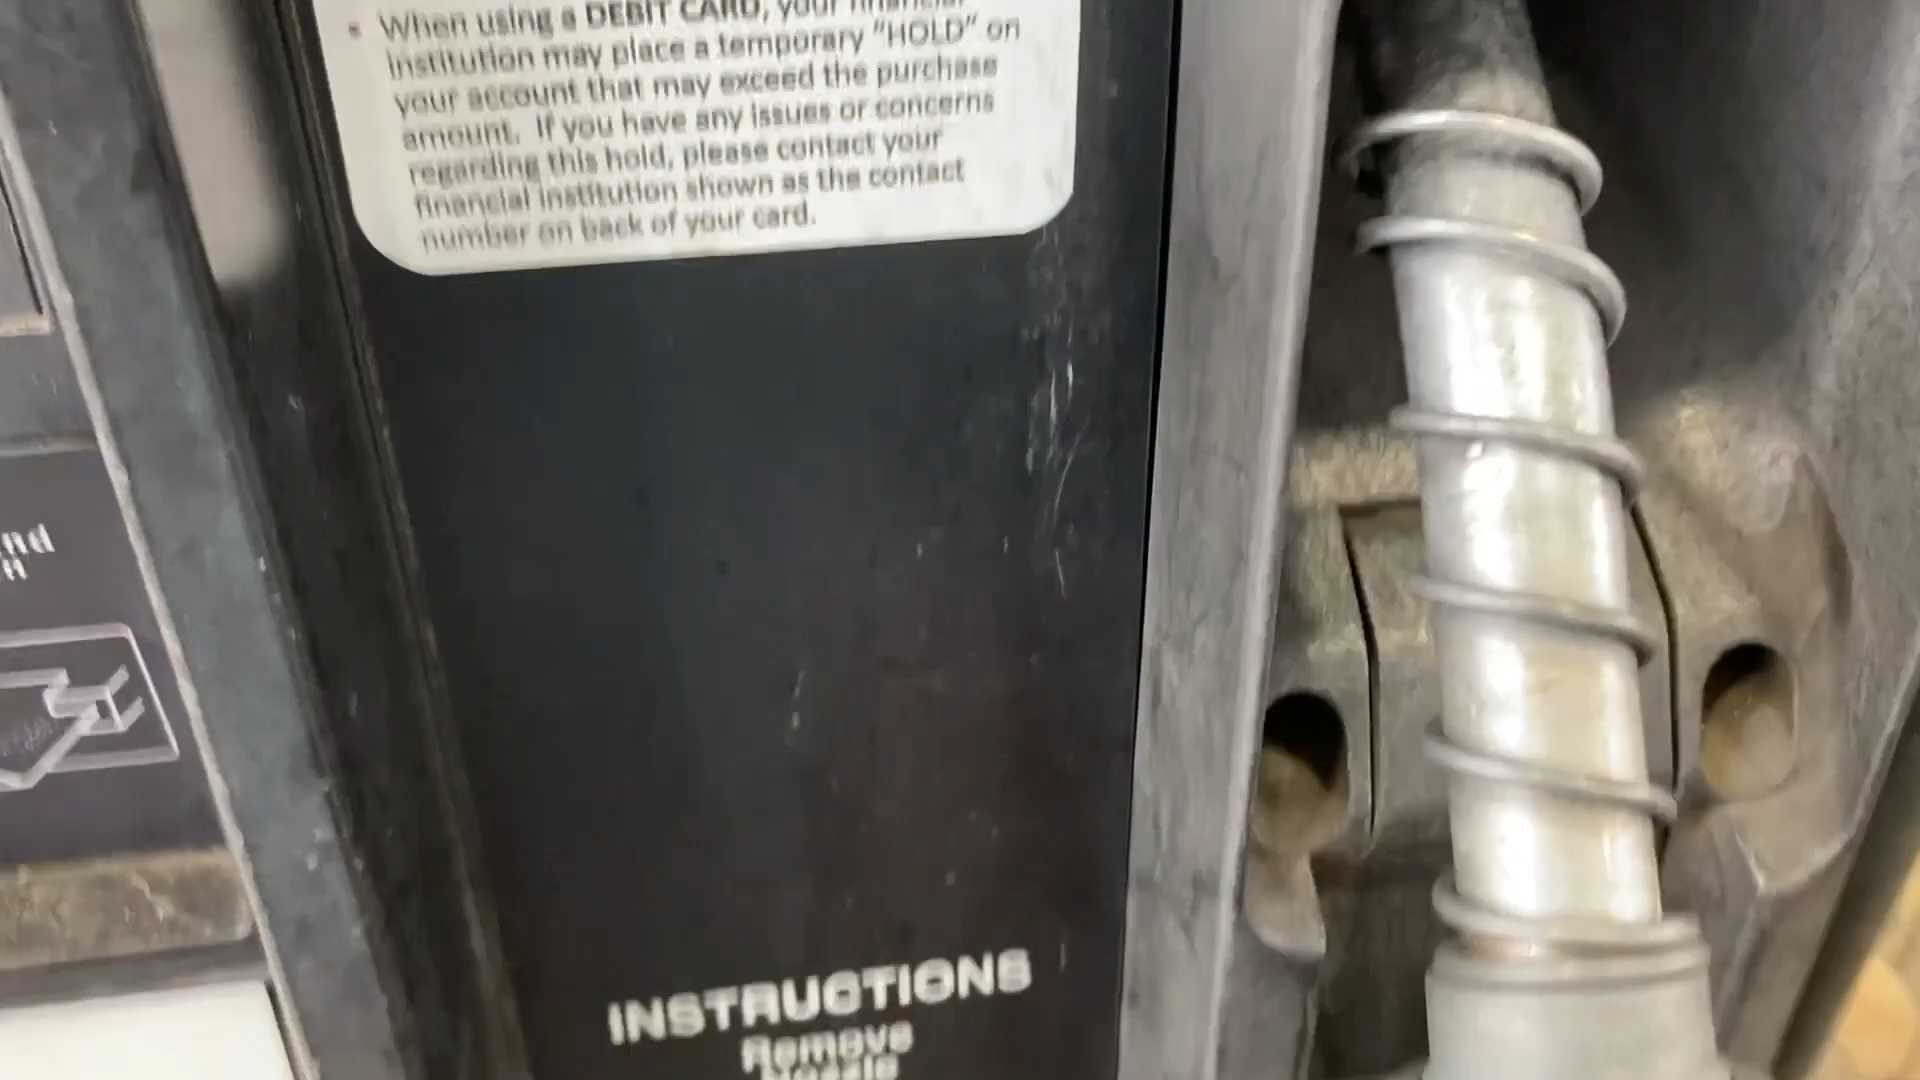 • When using a DEBIT CARD, your financial
institution may place a temporary "HOLD" on
your account that may exceed the purchase
amount. If you have any issues or concerns
regarding this hold, please contact your
financial institution shown as the contact
number on back of your card.
INSTRUCTIONS
Remove
Nozzle